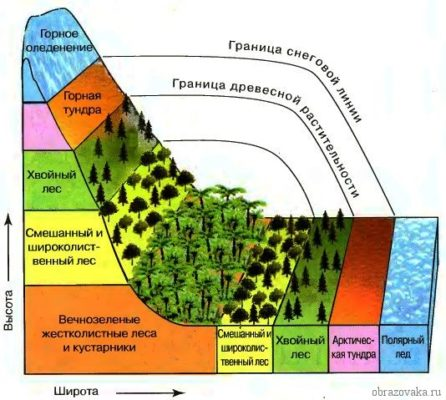 Горное
оледенение
Граница снеговой линии
Граница древесной растительности
Горная
тундра
Хвойный
лес
Смешанный и
широколист-
венный лес
Вечнозеленые
жестколистные леса
и кустарники
Смешанный и
широколист-
венный лес
Хвойный
лес
Арктичес-
кая тундра
Полярный
лед
Высота
Широта
obrazovaka.ru